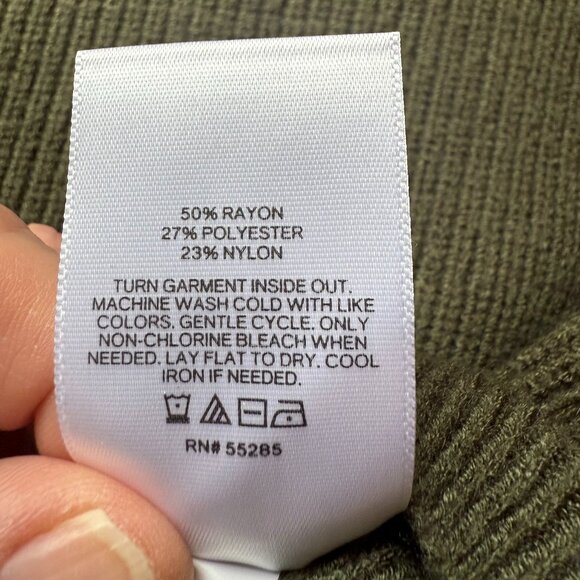 50% RAYON
27% POLYESTER
23% NYLON
TURN GARMENT INSIDE OUT.
MACHINE WASH COLD WITH LIKE
COLORS. GENTLE CYCLE. ONLY
NON-CHLORINE BLEACH WHEN
NEEDED. LAY FLAT TO DRY. COOL
IRON IF NEEDED.
RN# 55285